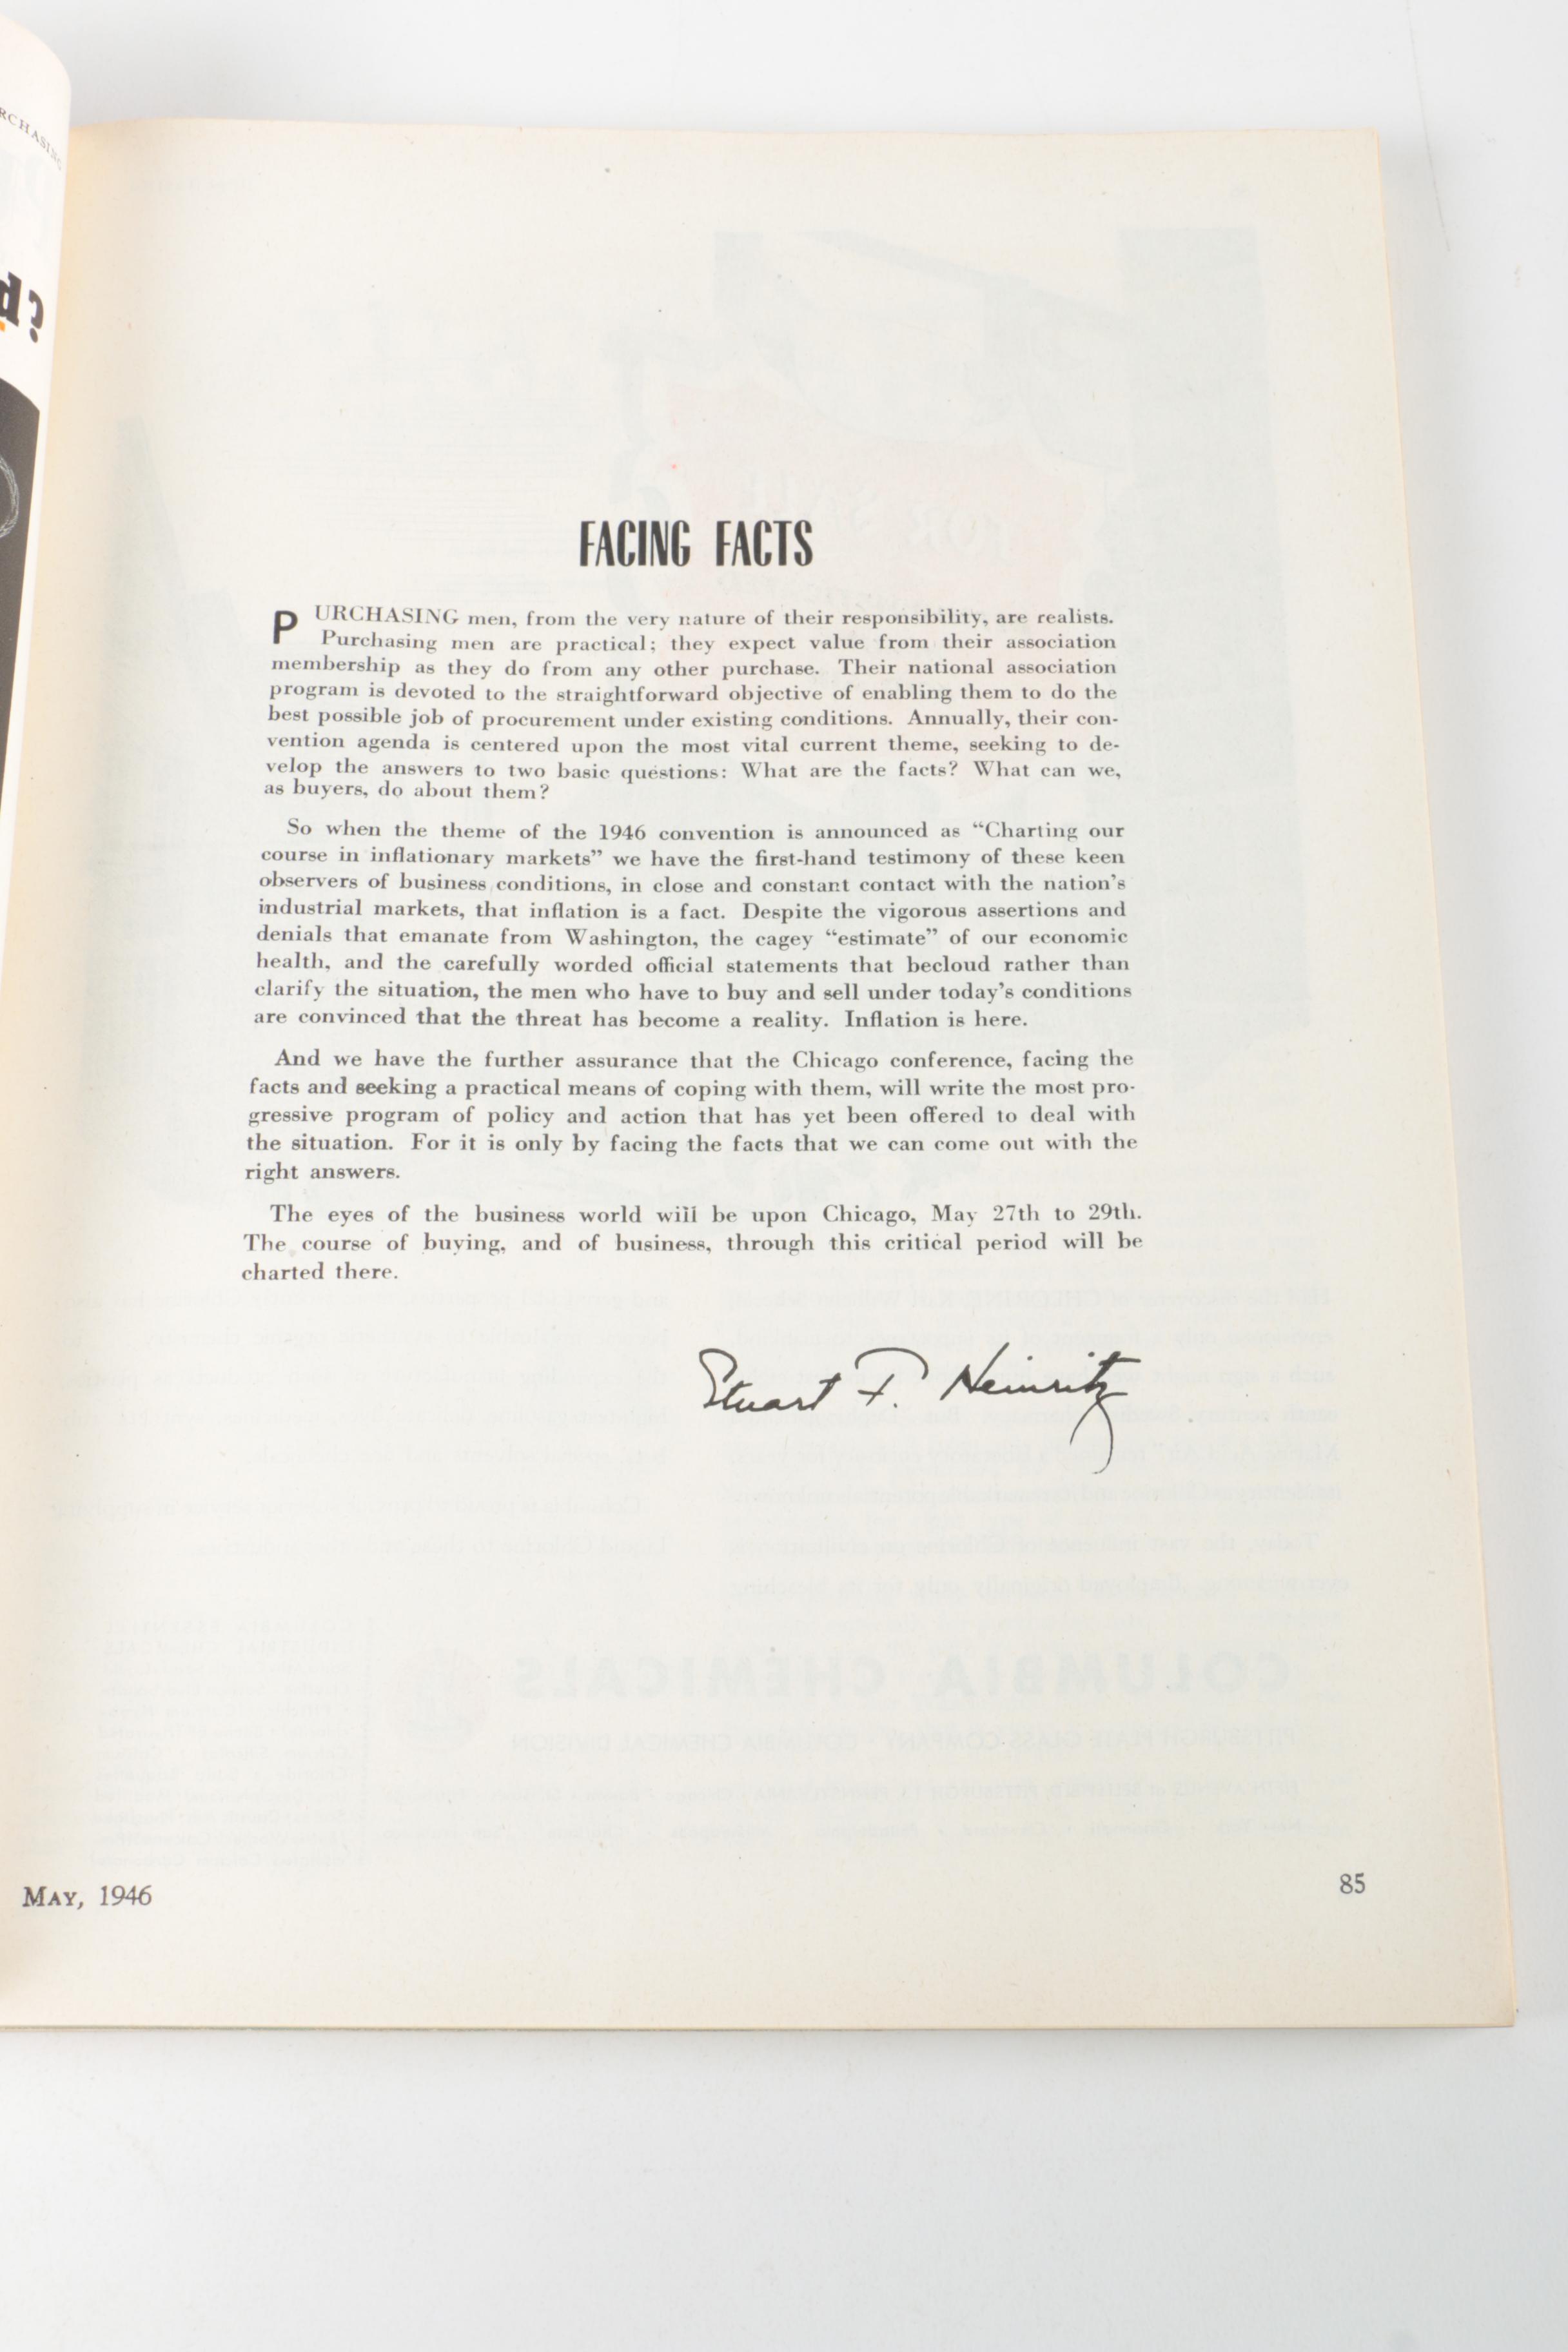 RCHASING
FACING FACTS
PURCHASING men, from the very nature of their responsibility, are realists.
Purchasing men are practical; they expect value from their association
membership as they do from any other purchase. Their national association
program is devoted to the straightforward objective of enabling them to do the
best possible job of procurement under existing conditions. Annually, their con-
vention agenda is centered upon the most vital current theme, seeking to de-
velop the answers to two basic questions: What are the facts? What can we,
as buyers, do about them?
So when the theme of the 1946 convention is announced as “Charting our
course in inflationary markets” we have the first-hand testimony of these keen
observers of business conditions, in close and constant contact with the nation’s
industrial markets, that inflation is a fact. Despite the vigorous assertions and
denials that emanate from Washington, the cagey “estimate” of our economic
health, and the carefully worded official statements that becloud rather than
clarify the situation, the men who have to buy and sell under today’s conditions
are convinced that the threat has become a reality. Inflation is here.
And we have the further assurance that the Chicago conference, facing the
facts and seeking a practical means of coping with them, will write the most pro-
gressive program of policy and action that has yet been offered to deal with
the situation. For it is only by facing the facts that we can come out with the
right answers.
The eyes of the business world will be upon Chicago, May 27th to 29th.
The course of buying, and of business, through this critical period will be
charted there.
Stuart F. Heinritz
MAY, 1946
85
COLUMBIA CHEMICALS
PITTSBURGH PLATE GLASS COMPANY · COLUMBIA CHEMICAL DIVISION